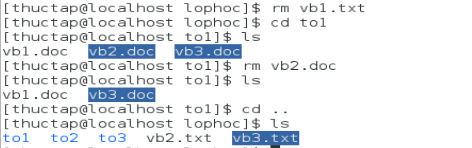 [thuctap@localhost lophoc]$ rm vb1.txt
[thuctap@localhost lophoc]$ cd to1
[thuctap@localhost to1]$ ls
vb1.doc vb2.doc vb3.doc
[thuctap@localhost to1]$ rm vb2.doc
[thuctap@localhost to1]$ ls
vb1.doc vb3.doc
[thuctap@localhost to1]$ cd ..
[thuctap@localhost lophoc]$ ls
to1 to2 to3 vb2.txt vb3.txt